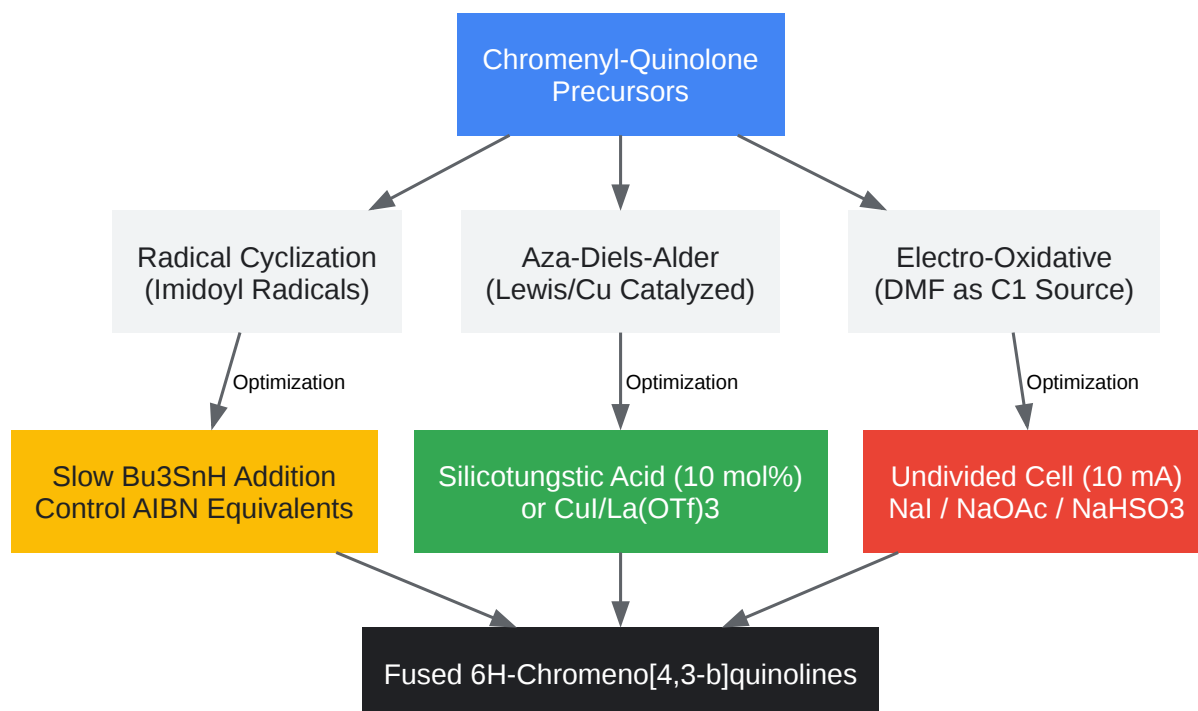 Chromenyl-Quinolone
Precursors
Radical Cyclization
(Imidoyl Radicals)
Aza-Diels-Alder
(Lewis/Cu Catalyzed)
Electro-Oxidative
(DMF as C1 Source)
Optimization
Optimization
Optimization
Slow Bu3SnH Addition
Control AIBN Equivalents
Silicotungstic Acid (10 mol%)
or CuI/La(OTf)3
Undivided Cell (10 mA)
NaI / NaOAc / NaHSO3
Fused 6H-Chromeno[4,3-b]quinolines